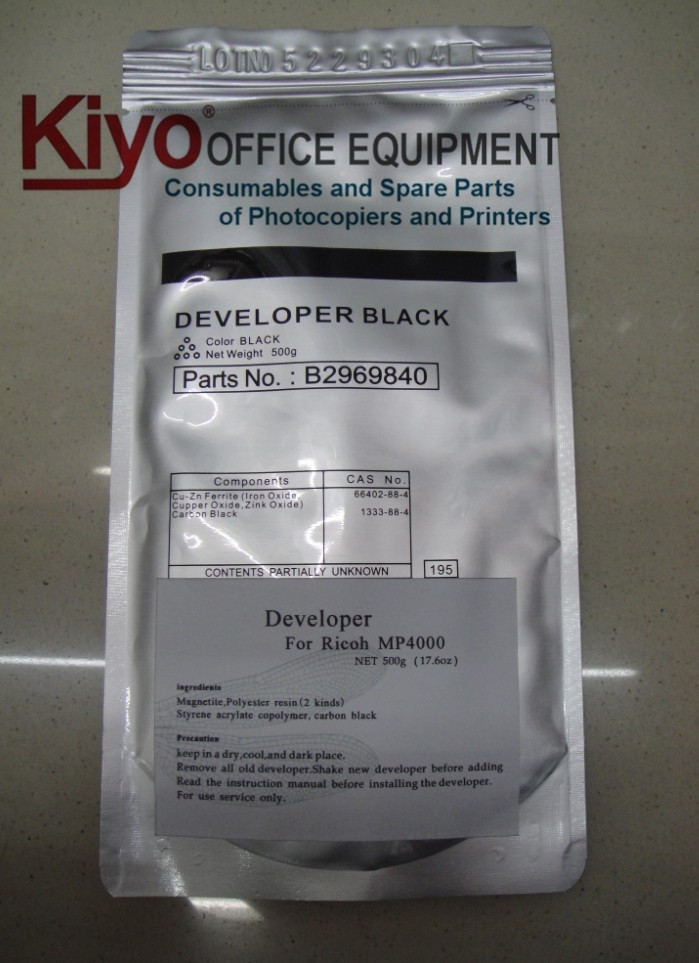 LOTNO 5229304
Kiyo® OFFICE EQUIPMENT
Consumables and Spare Parts
of Photocopiers and Printers
DEVELOPER BLACK
Color BLACK
Net Weight 500g
Parts No. : B2969840
Components CAS No.
Cu-Zn Ferrite (Iron Oxide, 66402-88-4
Cupper Oxide,Zink Oxide)
Carbon Black 1333-88-4
CONTENTS PARTIALLY UNKNOWN 195
Developer
For Ricoh MP4000
NET 500g (17.6oz)
ingredients
Magnetite,Polyester resin(2 kinds)
Styrene acrylate copolymer, carbon black
Precaution
keep in a dry,cool,and dark place.
Remove all old developer.Shake new developer before adding
Read the instruction manual before installing the developer.
For use service only.